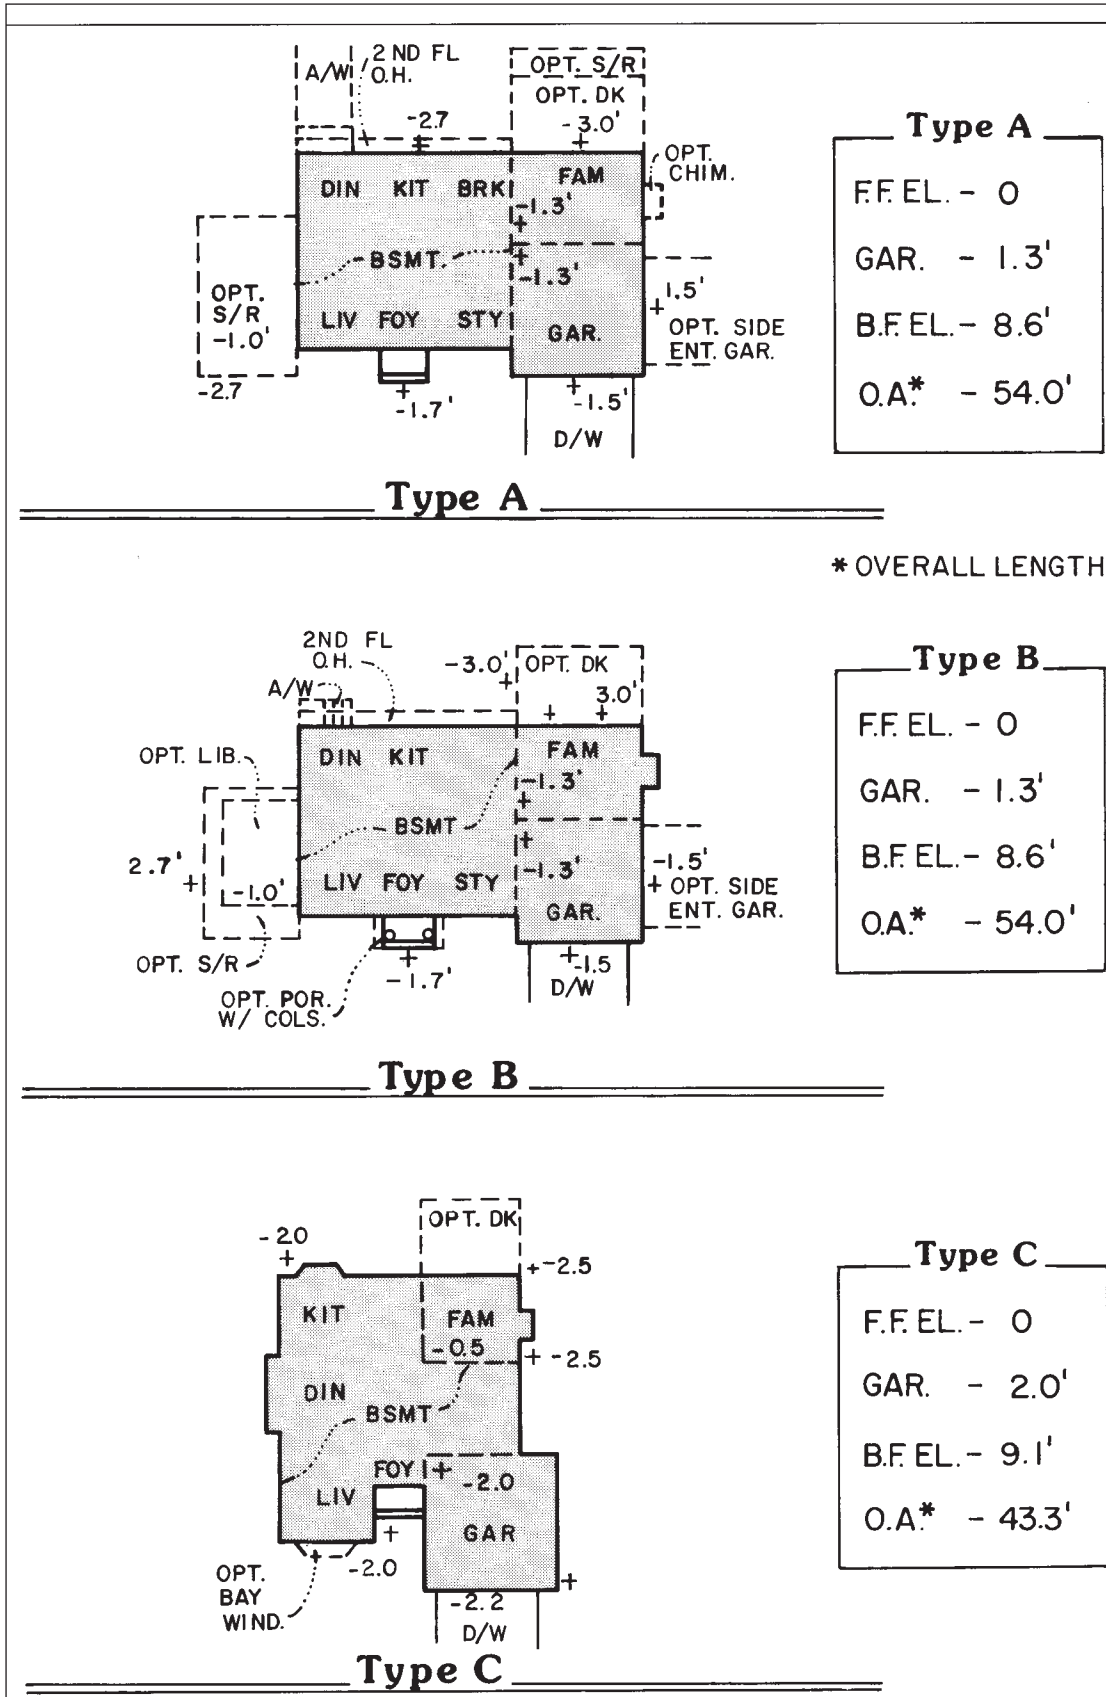 2ND FL
O.H.
A/W
OPT. S/R
OPT. DK
-2.7
-3.0'
OPT.
CHIM.
DIN KIT BRK
FAM
-1.3'
BSMT.
-1.3'
OPT.
S/R
-1.0'
LIV FOY STY
GAR.
1.5'
OPT. SIDE
ENT. GAR.
-2.7
-1.7'
-1.5'
D/W
Type A
Type A
F.F. EL. - 0
GAR. - 1.3'
B.F. EL. - 8.6'
O.A.* - 54.0'
* OVERALL LENGTH
2ND FL
O.H.
A/W
-3.0'
OPT. DK
3.0'
OPT. LIB.
DIN KIT
FAM
-1.3'
BSMT
2.7'
-1.0'
LIV FOY STY
-1.3'
GAR.
-1.5'
OPT. SIDE
ENT. GAR.
OPT. S/R
-1.7'
-1.5
D/W
OPT. POR.
W/ COLS.
Type B
Type B
F.F. EL. - 0
GAR. - 1.3'
B.F. EL. - 8.6'
O.A.* - 54.0'
OPT. DK
-2.0
-2.5
KIT
FAM
-0.5
-2.5
DIN
BSMT
FOY
-2.0
LIV
GAR
-2.0
OPT.
BAY
WIND.
-2.2
D/W
Type C
Type C
F.F. EL. - 0
GAR. - 2.0'
B.F. EL. - 9.1'
O.A.* - 43.3'